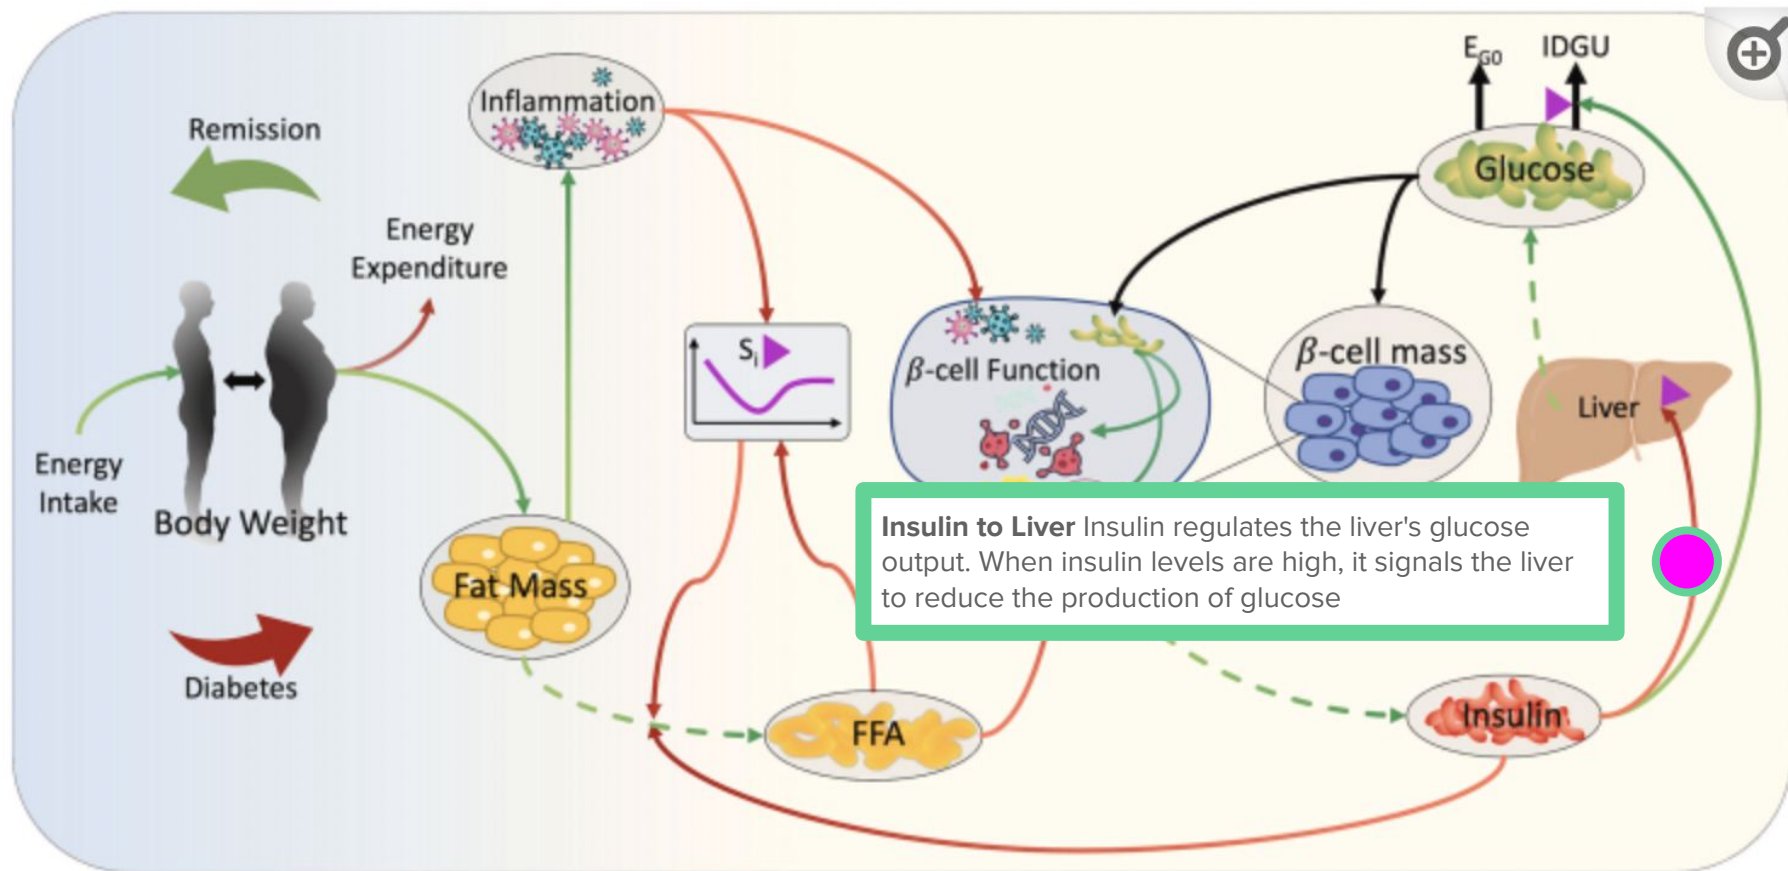 Remission
Energy
Expenditure
Energy
Intake
Body Weight
Diabetes
Inflammation
Fat Mass
Sᵢ
FFA
β-cell Function
E_G0
IDGU
Glucose
β-cell mass
Liver
Insulin to Liver Insulin regulates the liver's glucose
output. When insulin levels are high, it signals the liver
to reduce the production of glucose
Insulin